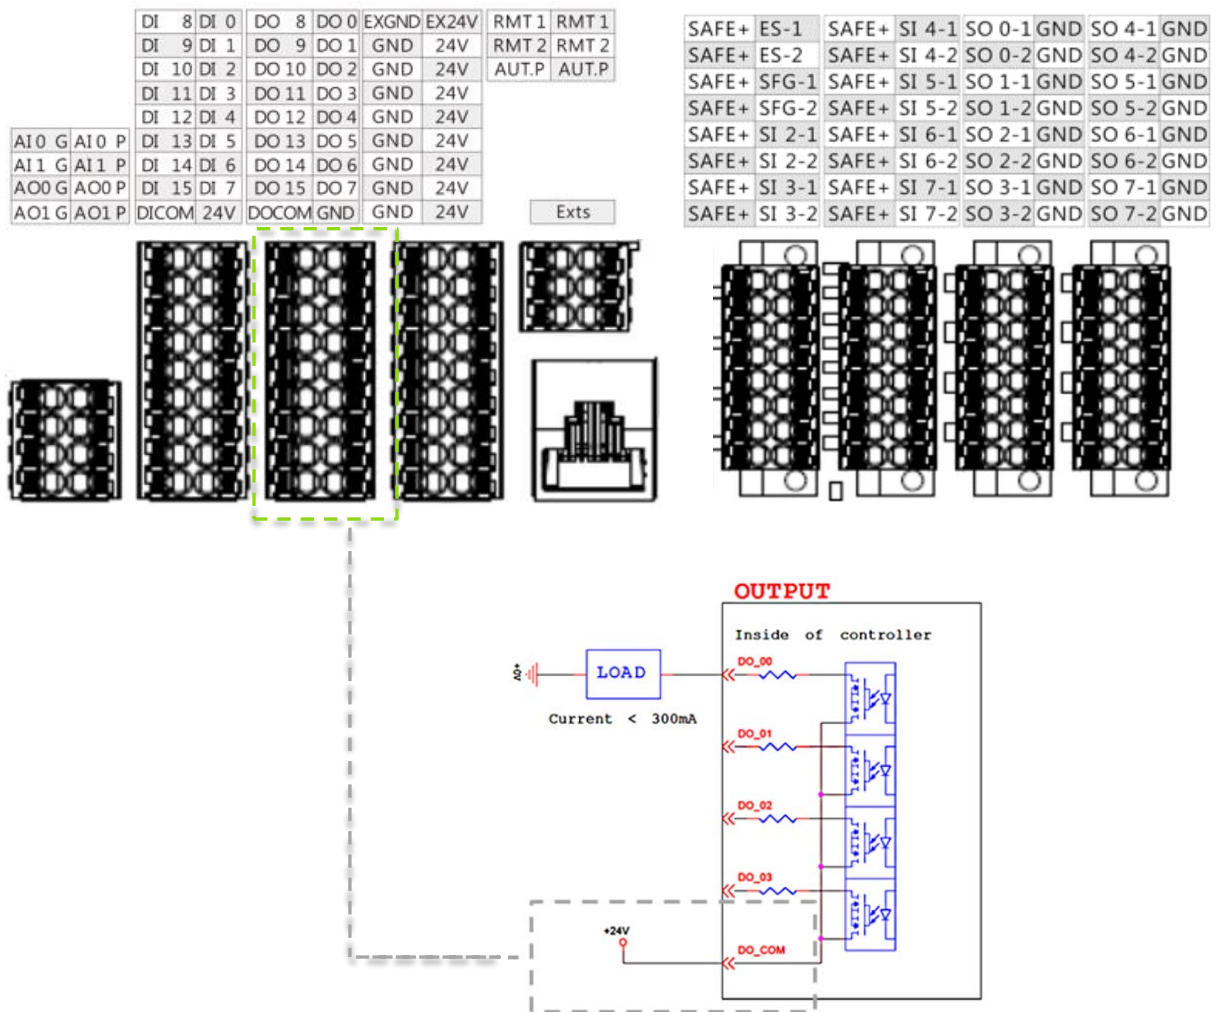 DI 8 DI 0 DO 8 DO 0 EXGND EX24V RMT 1 RMT 1
DI 9 DI 1 DO 9 DO 1 GND 24V RMT 2 RMT 2
DI 10 DI 2 DO 10 DO 2 GND 24V AUT.P AUT.P
DI 11 DI 3 DO 11 DO 3 GND 24V
DI 12 DI 4 DO 12 DO 4 GND 24V
AI 0 G AI 0 P DI 13 DI 5 DO 13 DO 5 GND 24V
AI 1 G AI 1 P DI 14 DI 6 DO 14 DO 6 GND 24V
AO0 G AO0 P DI 15 DI 7 DO 15 DO 7 GND 24V
AO1 G AO1 P DICOM 24V DOCOM GND GND 24V
Exts
SAFE+ ES-1 SAFE+ SI 4-1 SO 0-1 GND SO 4-1 GND
SAFE+ ES-2 SAFE+ SI 4-2 SO 0-2 GND SO 4-2 GND
SAFE+ SFG-1 SAFE+ SI 5-1 SO 1-1 GND SO 5-1 GND
SAFE+ SFG-2 SAFE+ SI 5-2 SO 1-2 GND SO 5-2 GND
SAFE+ SI 2-1 SAFE+ SI 6-1 SO 2-1 GND SO 6-1 GND
SAFE+ SI 2-2 SAFE+ SI 6-2 SO 2-2 GND SO 6-2 GND
SAFE+ SI 3-1 SAFE+ SI 7-1 SO 3-1 GND SO 7-1 GND
SAFE+ SI 3-2 SAFE+ SI 7-2 SO 3-2 GND SO 7-2 GND
OUTPUT
Inside of controller
DO_00
+0V
LOAD
Current < 300mA
DO_01
DO_02
DO_03
+24V
DO_COM